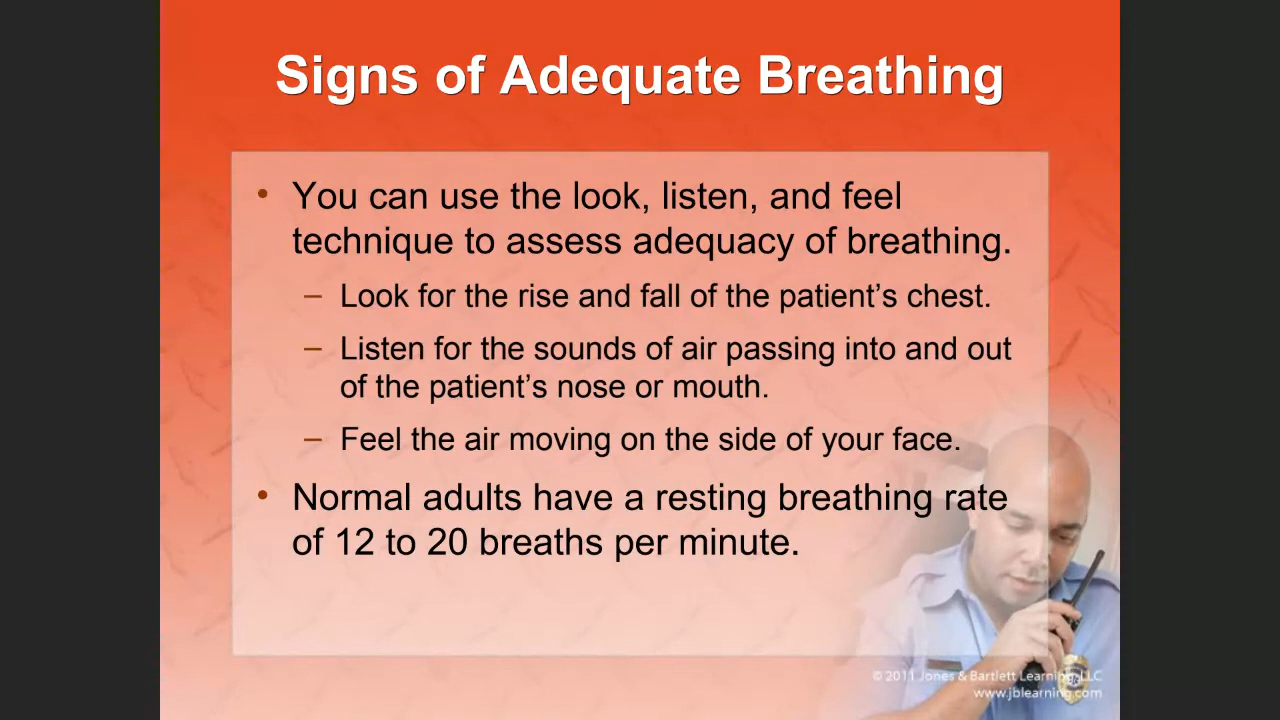 Signs of Adequate Breathing
• You can use the look, listen, and feel
technique to assess adequacy of breathing.
– Look for the rise and fall of the patient’s chest.
– Listen for the sounds of air passing into and out
of the patient’s nose or mouth.
– Feel the air moving on the side of your face.
• Normal adults have a resting breathing rate
of 12 to 20 breaths per minute.
© 2011 Jones & Bartlett Learning, LLC
www.jblearning.com